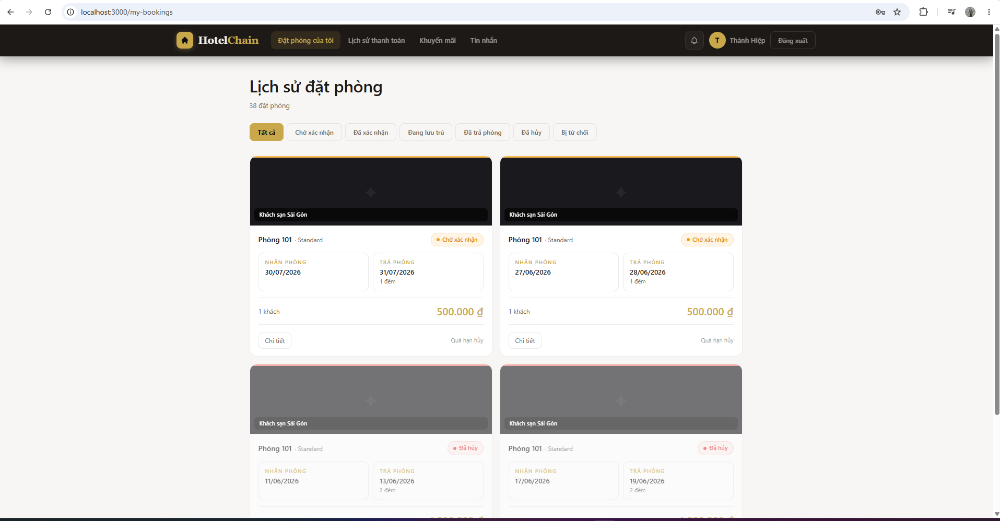 localhost:3000/my-bookings
HotelChain
Đặt phòng của tôi
Lịch sử thanh toán
Khuyến mãi
Tin nhắn
T
Thành Hiệp
Đăng xuất
Lịch sử đặt phòng
38 đặt phòng
Tất cả
Chờ xác nhận
Đã xác nhận
Đang lưu trú
Đã trả phòng
Đã hủy
Bị từ chối
Khách sạn Sài Gòn
Phòng 101 · Standard
Chờ xác nhận
NHẬN PHÒNG
30/07/2026
TRẢ PHÒNG
31/07/2026
1 đêm
1 khách
500.000 ₫
Chi tiết
Quá hạn hủy
Khách sạn Sài Gòn
Phòng 101 · Standard
Chờ xác nhận
NHẬN PHÒNG
27/06/2026
TRẢ PHÒNG
28/06/2026
1 đêm
1 khách
500.000 ₫
Chi tiết
Quá hạn hủy
Khách sạn Sài Gòn
Phòng 101 · Standard
Đã hủy
NHẬN PHÒNG
11/06/2026
TRẢ PHÒNG
13/06/2026
2 đêm
Khách sạn Sài Gòn
Phòng 101 · Standard
Đã hủy
NHẬN PHÒNG
17/06/2026
TRẢ PHÒNG
19/06/2026
2 đêm